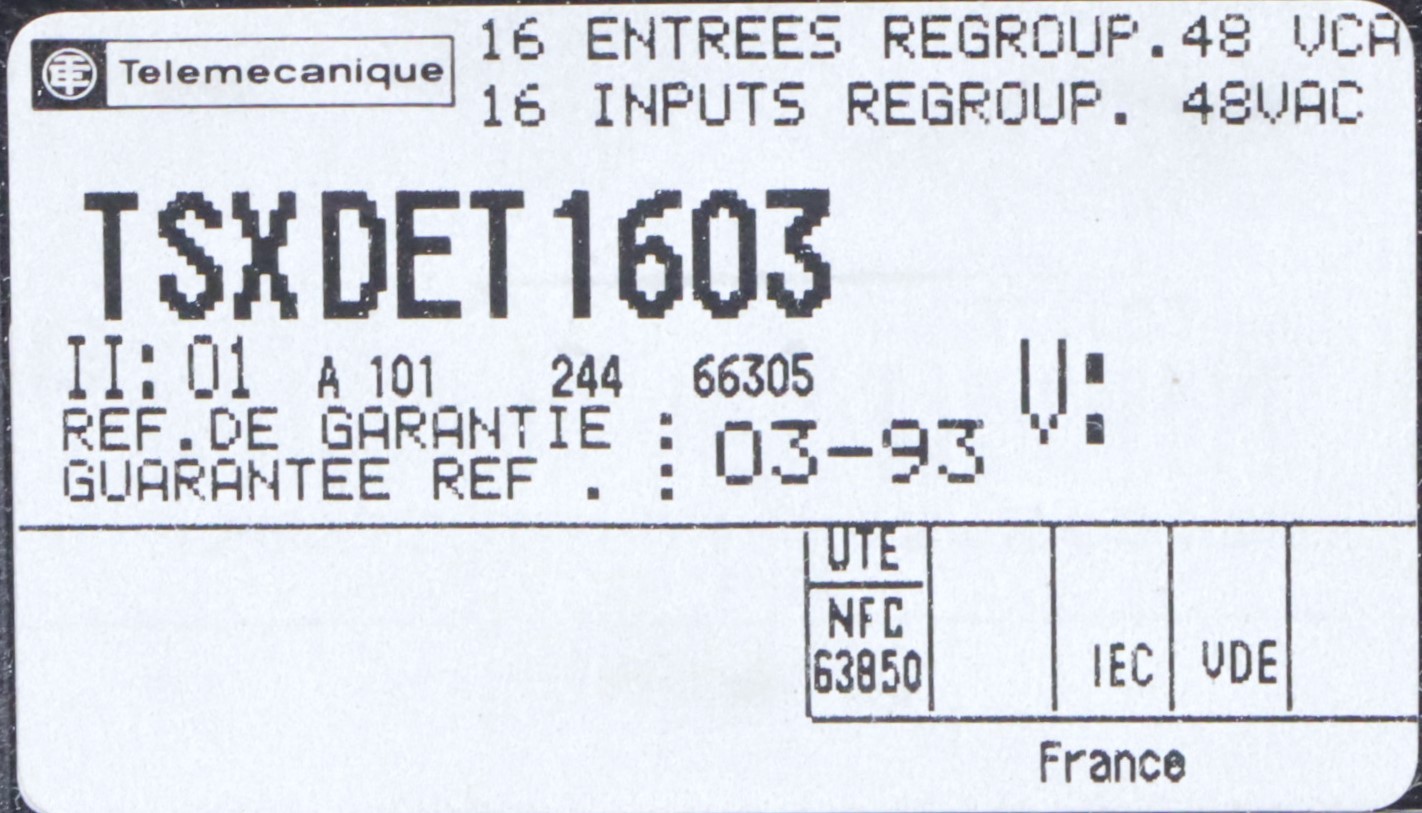 Telemecanique
16 ENTREES REGROUP.48 VCA
16 INPUTS REGROUP. 48VAC
TSXDET1603
II: 01 A 101 244 66305 V:
REF.DE GARANTIE :
GUARANTEE REF . : 03-93
UTE
NFC
63850
IEC VDE
France